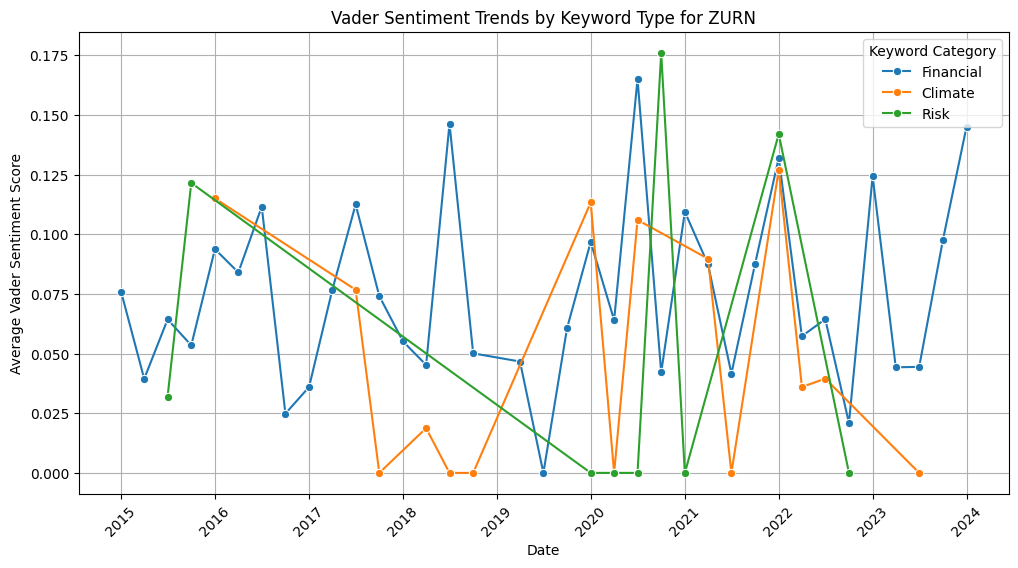 Vader Sentiment Trends by Keyword Type for ZURN
Keyword Category
Financial
Climate
Risk
Average Vader Sentiment Score
0.175
0.150
0.125
0.100
0.075
0.050
0.025
0.000
2015
2016
2017
2018
2019
2020
2021
2022
2023
2024
Date